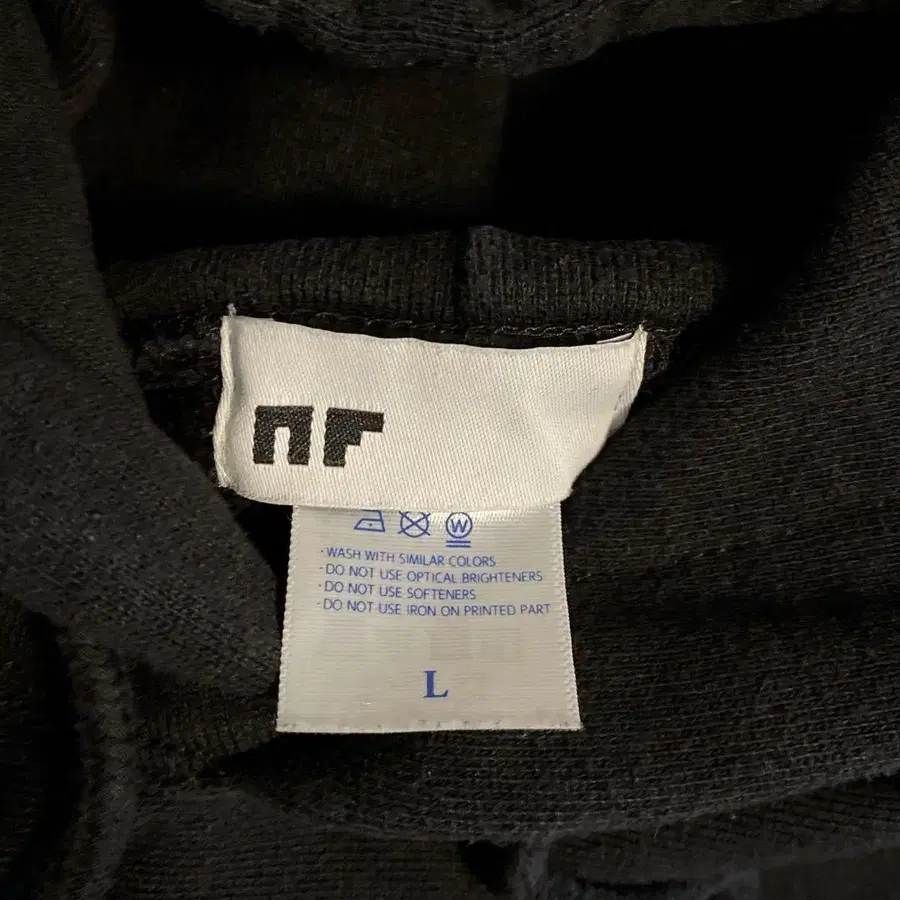 nF
W
· WASH WITH SIMILAR COLORS
· DO NOT USE OPTICAL BRIGHTENERS
· DO NOT USE SOFTENERS
· DO NOT USE IRON ON PRINTED PART
L